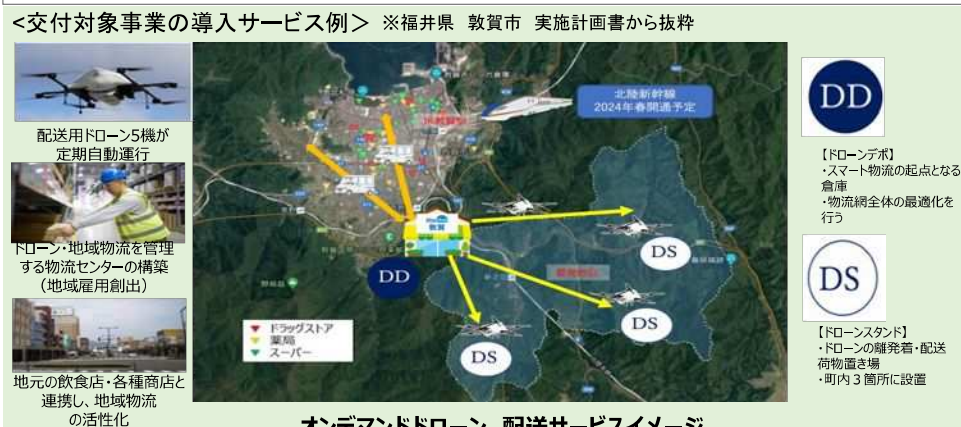 <交付対象事業の導入サービス例> ※福井県 敦賀市 実施計画書から抜粋
配送用ドローン5機が
定期自動運行
ドローン・地域物流を管理
する物流センターの構築
（地域雇用創出）
地元の飲食店・各種商店と
連携し、地域物流
の活性化
北陸新幹線
2024年春開通予定
敦賀
DD
DS
DS
DS
ドラッグストア
薬局
スーパー
DD
【ドローンデポ】
・スマート物流の起点となる
倉庫
・物流網全体の最適化を
行う
DS
【ドローンスタンド】
・ドローンの離発着・配送
荷物置き場
・町内３箇所に設置
オンデマンドドローン 配送サービスイメージ